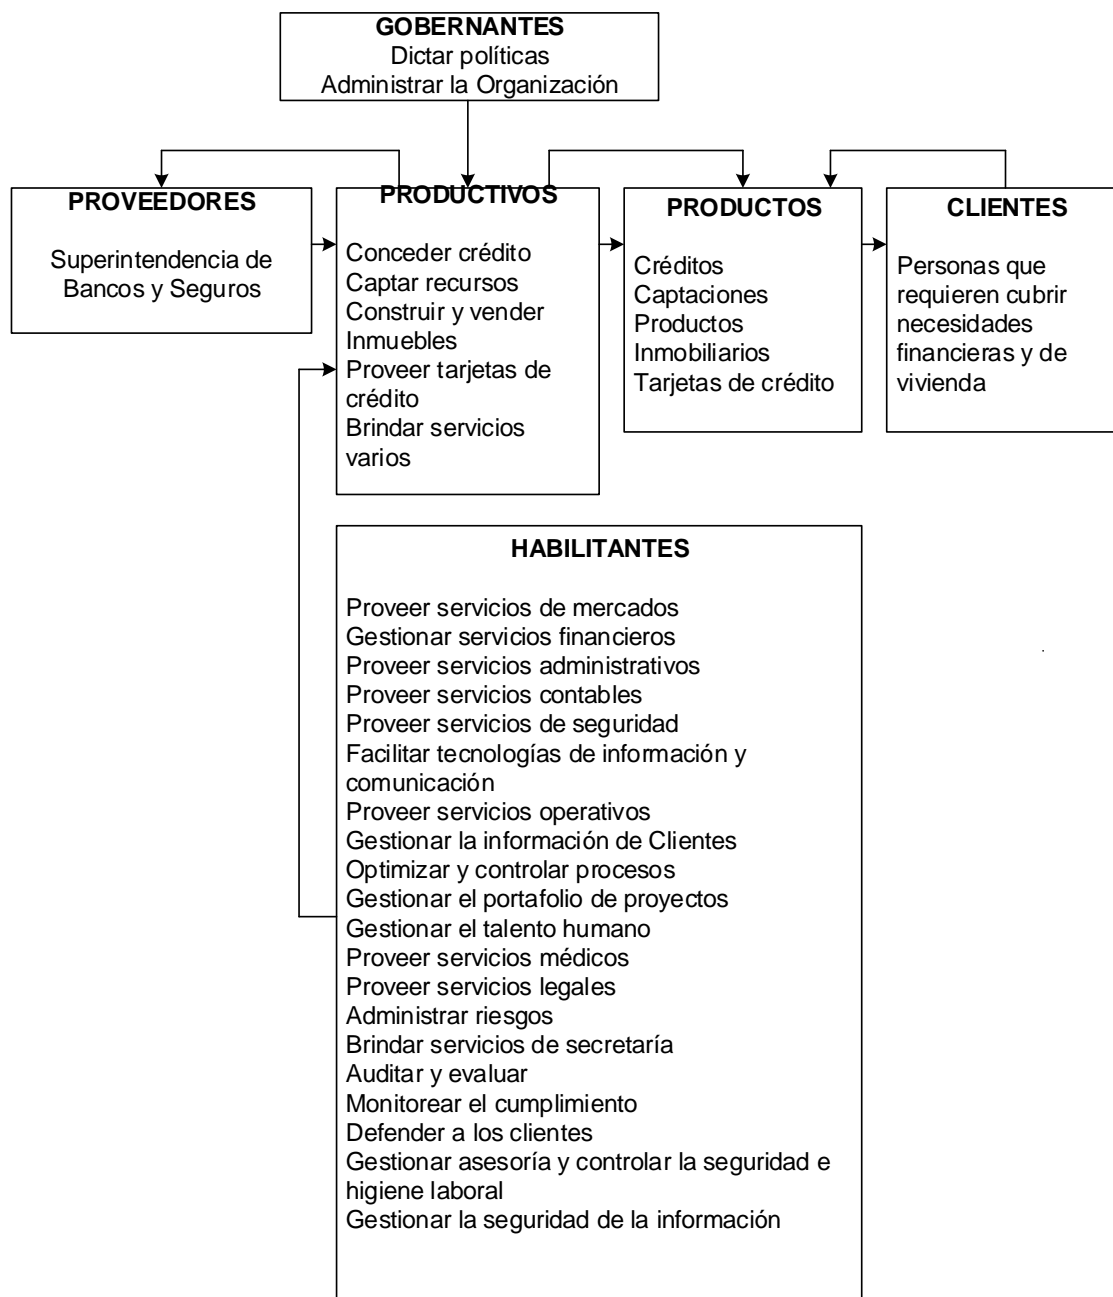 GOBERNANTES
Dictar políticas
Administrar la Organización
PROVEEDORES
Superintendencia de
Bancos y Seguros
PRODUCTIVOS
Conceder crédito
Captar recursos
Construir y vender
Inmuebles
Proveer tarjetas de
crédito
Brindar servicios
varios
PRODUCTOS
Créditos
Captaciones
Productos
Inmobiliarios
Tarjetas de crédito
CLIENTES
Personas que
requieren cubrir
necesidades
financieras y de
vivienda
HABILITANTES
Proveer servicios de mercados
Gestionar servicios financieros
Proveer servicios administrativos
Proveer servicios contables
Proveer servicios de seguridad
Facilitar tecnologías de información y
comunicación
Proveer servicios operativos
Gestionar la información de Clientes
Optimizar y controlar procesos
Gestionar el portafolio de proyectos
Gestionar el talento humano
Proveer servicios médicos
Proveer servicios legales
Administrar riesgos
Brindar servicios de secretaría
Auditar y evaluar
Monitorear el cumplimiento
Defender a los clientes
Gestionar asesoría y controlar la seguridad e
higiene laboral
Gestionar la seguridad de la información